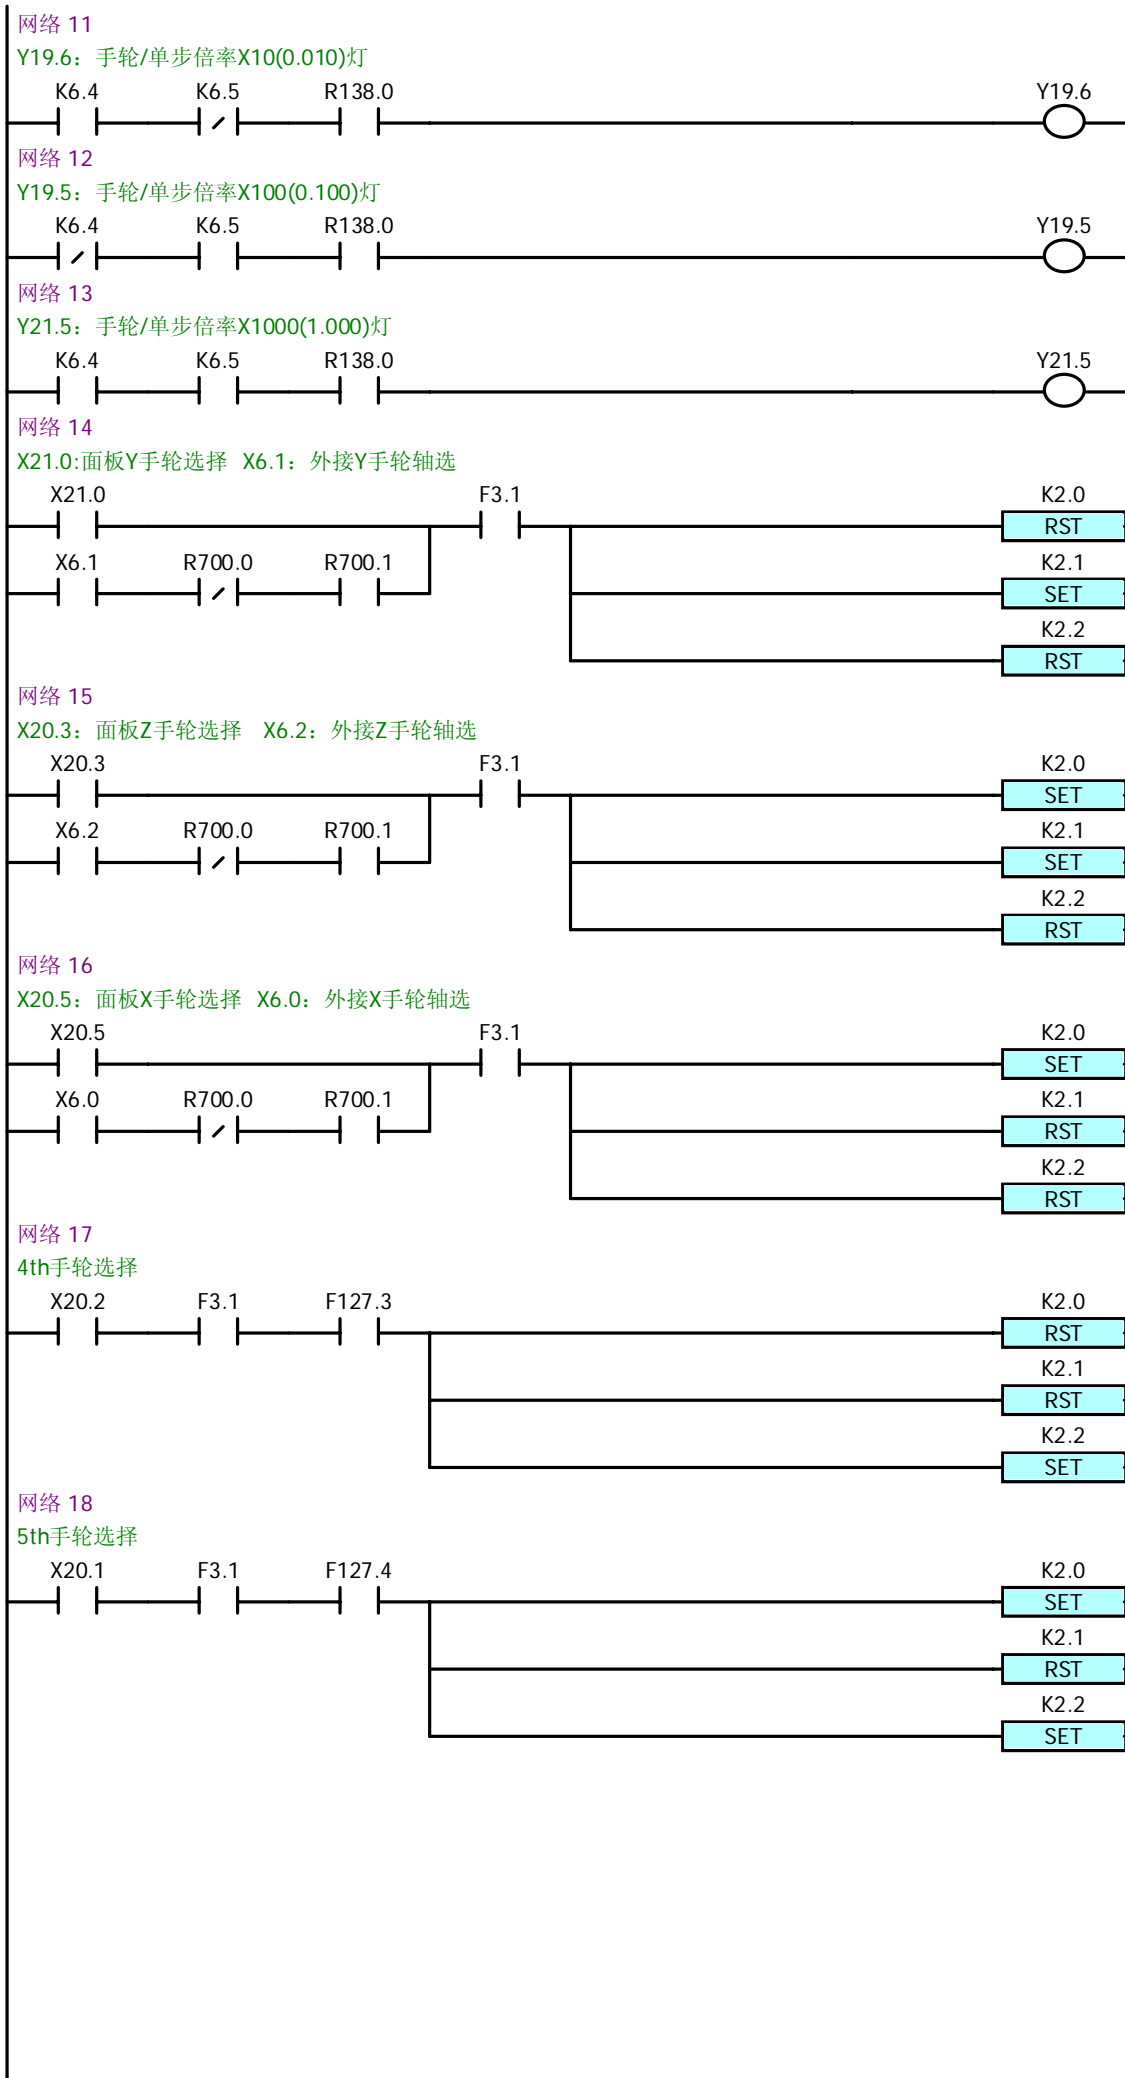 网络 11
Y19.6：手轮/单步倍率X10(0.010)灯
K6.4 K6.5 R138.0 Y19.6
网络 12
Y19.5：手轮/单步倍率X100(0.100)灯
K6.4 K6.5 R138.0 Y19.5
网络 13
Y21.5：手轮/单步倍率X1000(1.000)灯
K6.4 K6.5 R138.0 Y21.5
网络 14
X21.0:面板Y手轮选择 X6.1：外接Y手轮轴选
X21.0 F3.1 K2.0
RST
X6.1 R700.0 R700.1 K2.1
SET
K2.2
RST
网络 15
X20.3：面板Z手轮选择 X6.2：外接Z手轮轴选
X20.3 F3.1 K2.0
SET
X6.2 R700.0 R700.1 K2.1
SET
K2.2
RST
网络 16
X20.5：面板X手轮选择 X6.0：外接X手轮轴选
X20.5 F3.1 K2.0
SET
X6.0 R700.0 R700.1 K2.1
RST
K2.2
RST
网络 17
4th手轮选择
X20.2 F3.1 F127.3 K2.0
RST
K2.1
RST
K2.2
SET
网络 18
5th手轮选择
X20.1 F3.1 F127.4 K2.0
SET
K2.1
RST
K2.2
SET